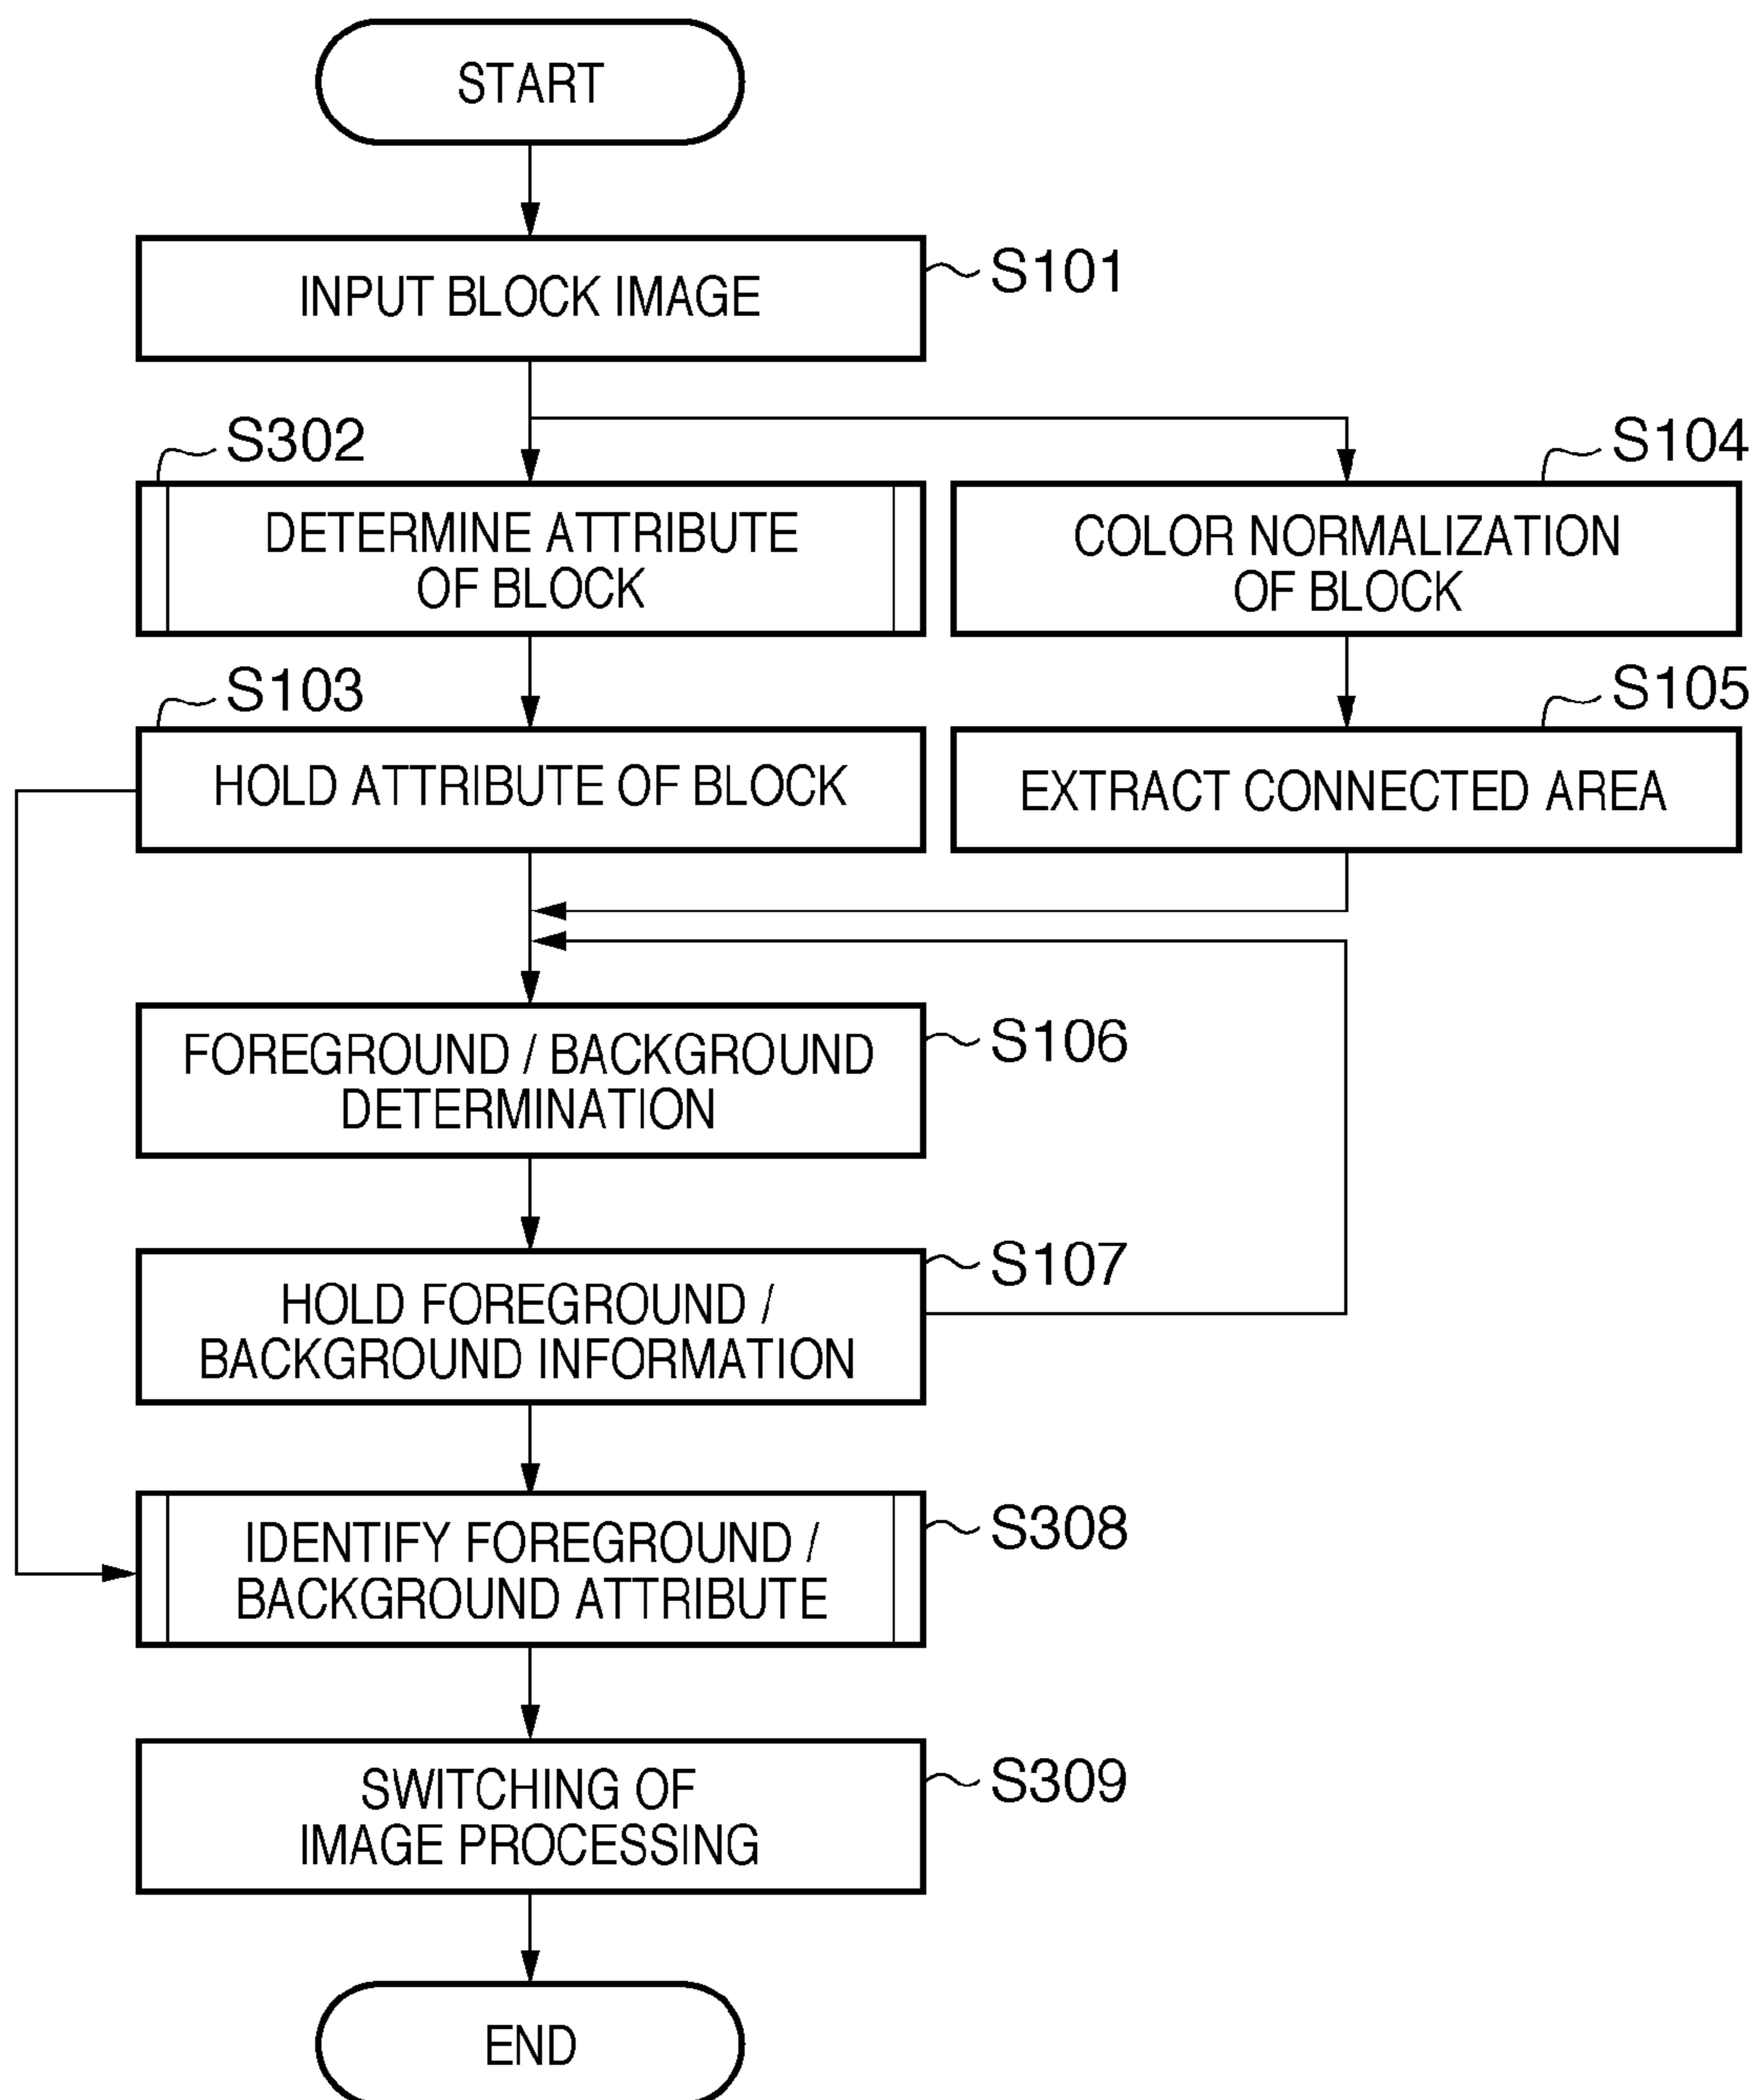 START
INPUT BLOCK IMAGE
S101
S302
DETERMINE ATTRIBUTE
OF BLOCK
S104
COLOR NORMALIZATION
OF BLOCK
S103
HOLD ATTRIBUTE OF BLOCK
S105
EXTRACT CONNECTED AREA
FOREGROUND / BACKGROUND
DETERMINATION
S106
HOLD FOREGROUND /
BACKGROUND INFORMATION
S107
IDENTIFY FOREGROUND /
BACKGROUND ATTRIBUTE
S308
SWITCHING OF
IMAGE PROCESSING
S309
END